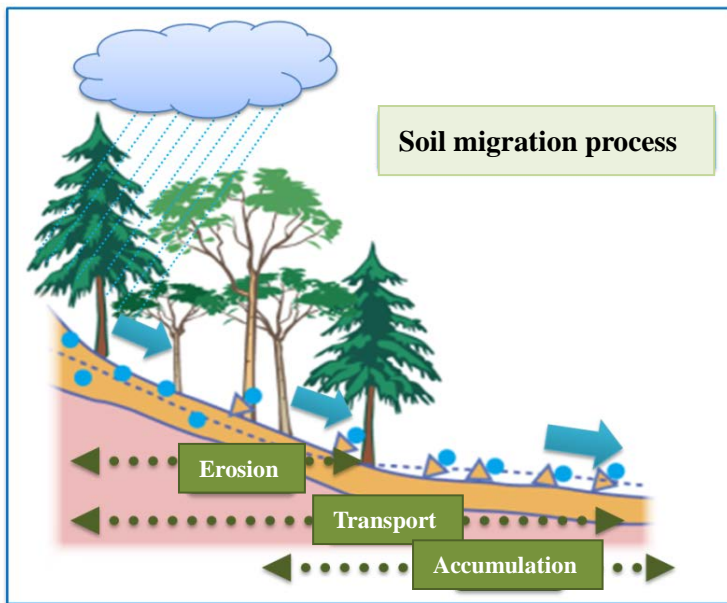 Soil migration process
Erosion
Transport
Accumulation